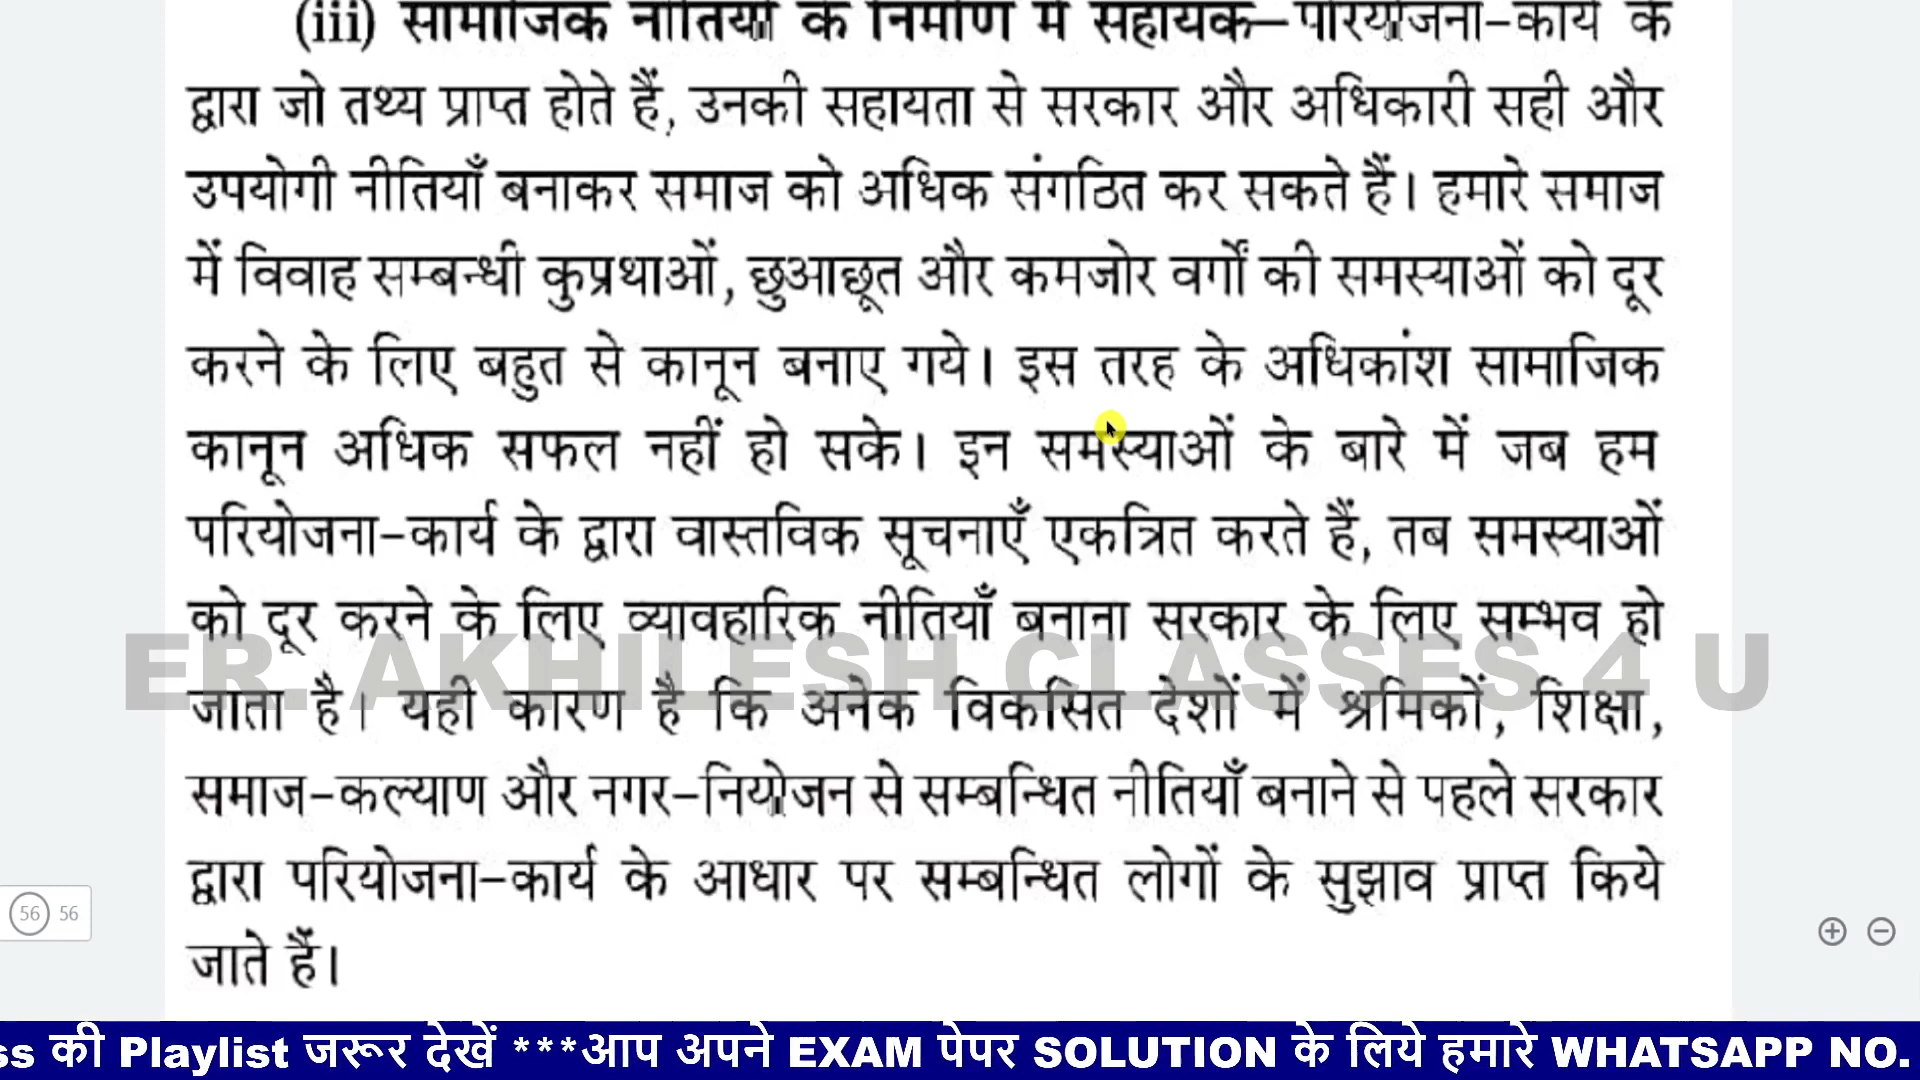 (iii) सामाजिक नीतियों के निर्माण में सहायक–परियोजना–कार्य के
द्वारा जो तथ्य प्राप्त होते हैं, उनकी सहायता से सरकार और अधिकारी सही और
उपयोगी नीतियाँ बनाकर समाज को अधिक संगठित कर सकते हैं। हमारे समाज
में विवाह सम्बन्धी कुप्रथाओं, छुआछूत और कमजोर वर्गों की समस्याओं को दूर
करने के लिए बहुत से कानून बनाए गये। इस तरह के अधिकांश सामाजिक
कानून अधिक सफल नहीं हो सके। इन समस्याओं के बारे में जब हम
परियोजना–कार्य के द्वारा वास्तविक सूचनाएँ एकत्रित करते हैं, तब समस्याओं
को दूर करने के लिए व्यावहारिक नीतियाँ बनाना सरकार के लिए सम्भव हो
ER. AKHILESH CLASSES 4 U
जाता है। यही कारण है कि अनेक विकसित देशों में श्रमिकों, शिक्षा,
समाज–कल्याण और नगर–नियोजन से सम्बन्धित नीतियाँ बनाने से पहले सरकार
द्वारा परियोजना–कार्य के आधार पर सम्बन्धित लोगों के सुझाव प्राप्त किये
56 56
जाते हैं।
ss की Playlist जरूर देखें ***आप अपने EXAM पेपर SOLUTION के लिये हमारे WHATSAPP NO.